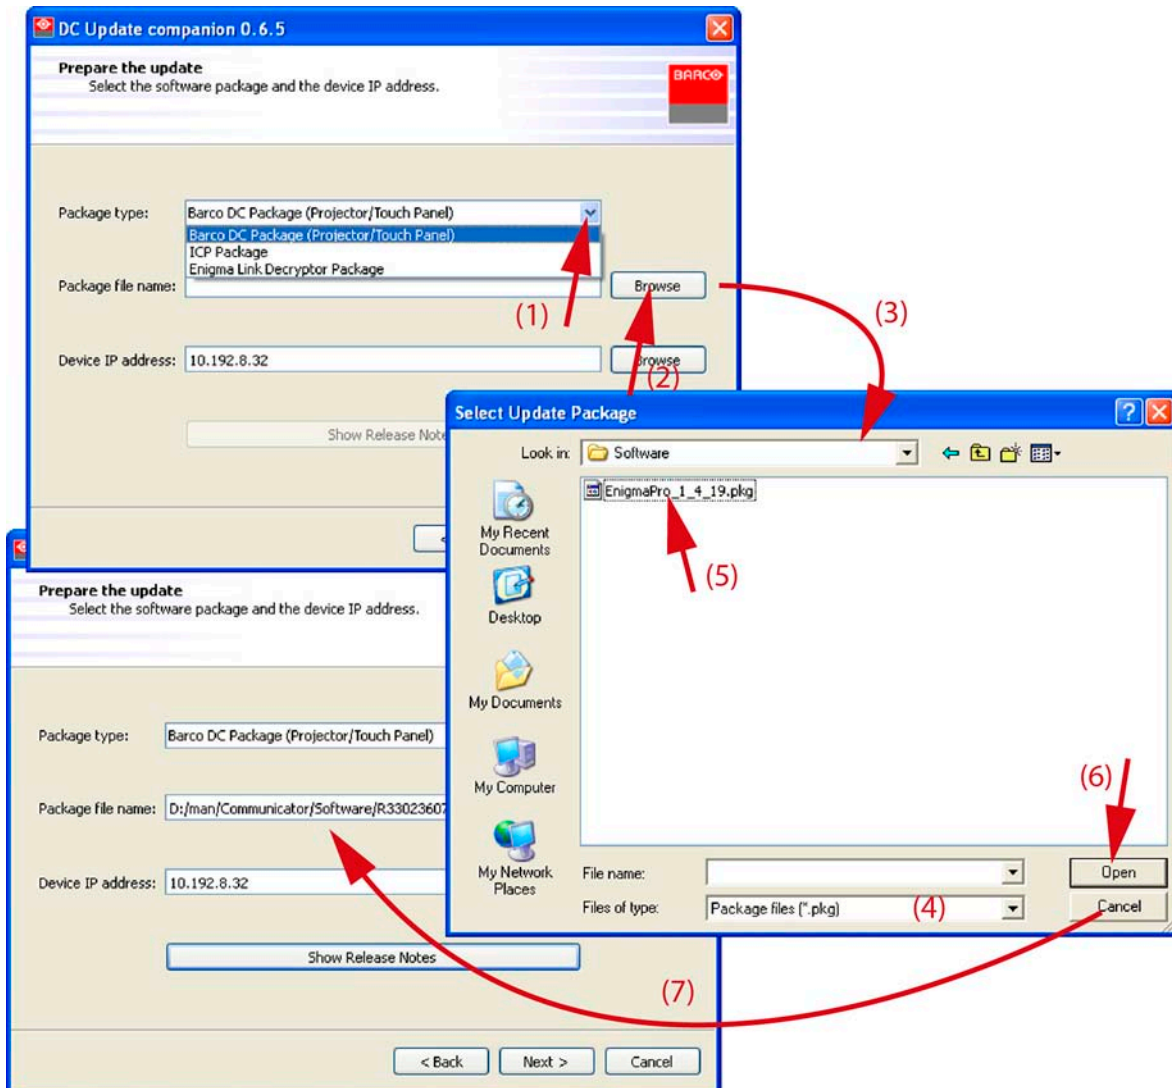 DC Update companion 0.6.5
Prepare the update
Select the software package and the device IP address.
BARCO
Package type:
Barco DC Package (Projector/Touch Panel)
Barco DC Package (Projector/Touch Panel)
ICP Package
Enigma Link Decryptor Package
Package file name:
Browse
(1)
(3)
Device IP address:
10.192.8.32
Browse
(2)
Show Release Note
<
Select Update Package
Look in:
Software
EnigmaPro_1_4_19.pkg
(5)
My Recent
Documents
Desktop
My Documents
My Computer
My Network
Places
(6)
File name:
Open
Files of type:
Package files (*.pkg)
(4)
Cancel
Prepare the update
Select the software package and the device IP address.
Package type:
Barco DC Package (Projector/Touch Panel)
Package file name:
D:/man/Communicator/Software/R33023607
Device IP address:
10.192.8.32
Show Release Notes
(7)
< Back
Next >
Cancel